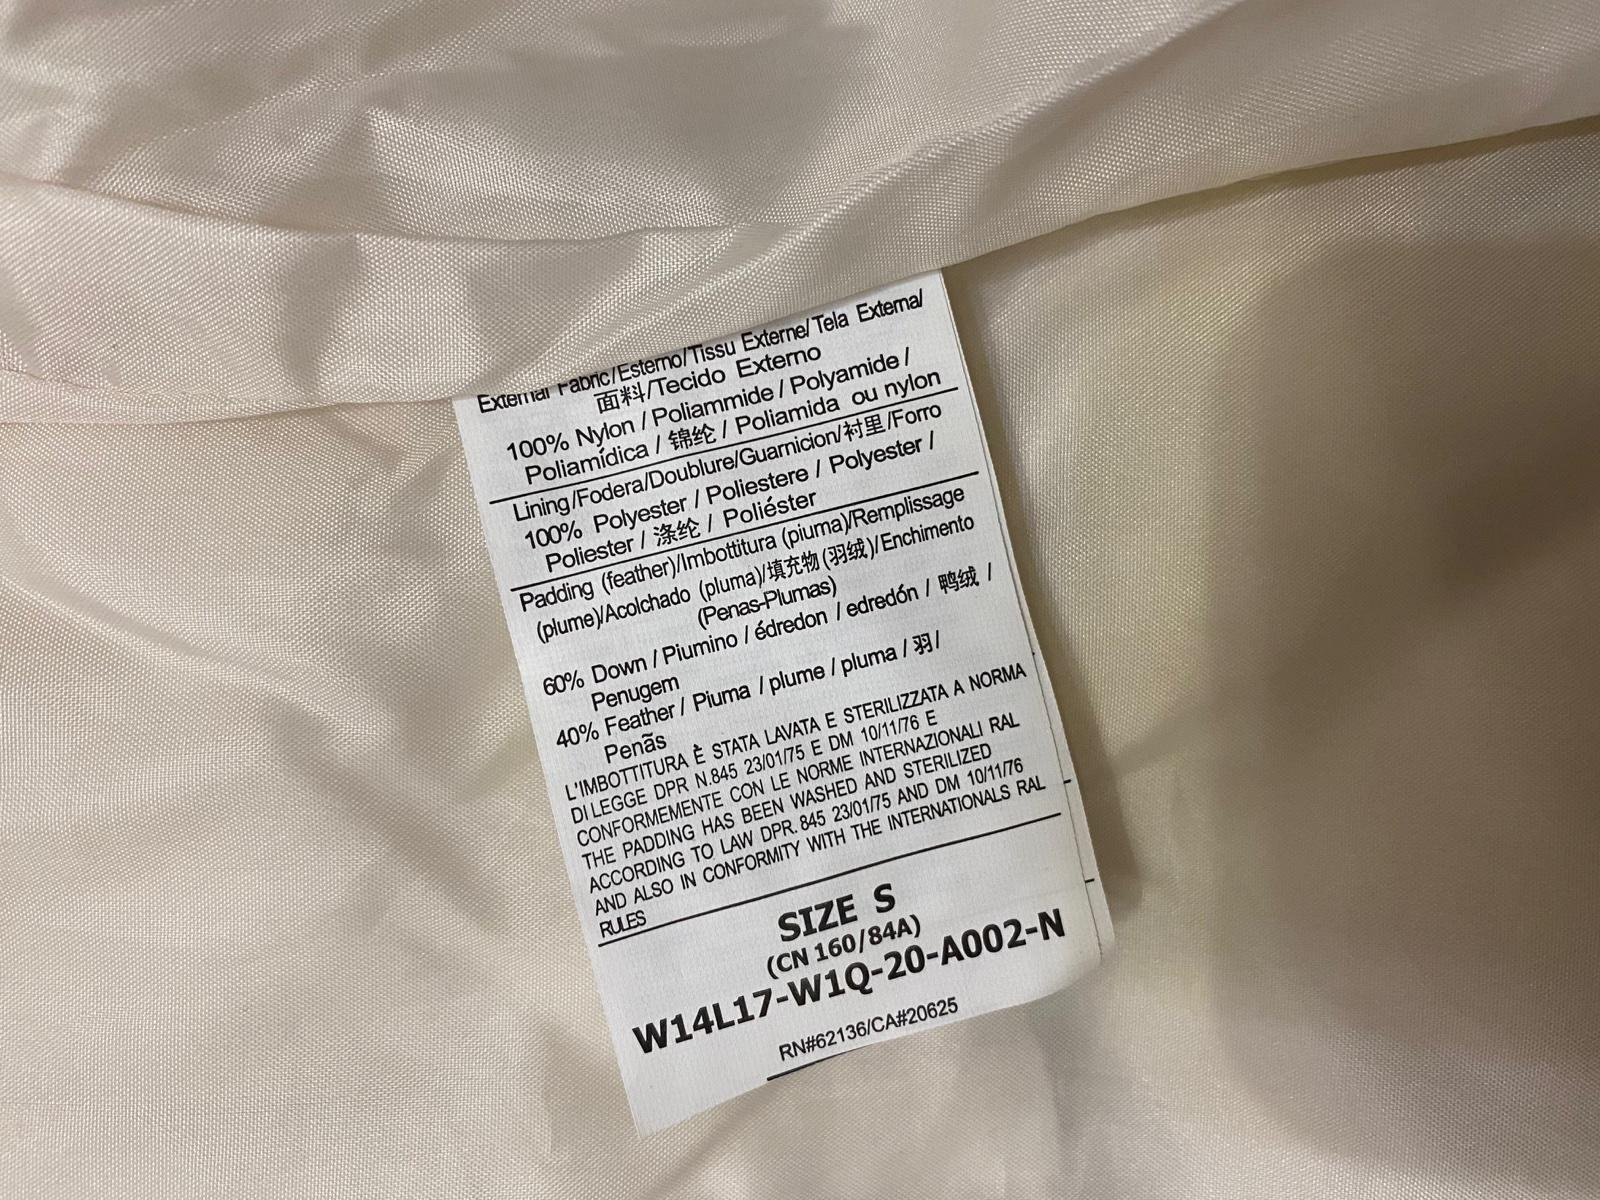 External Fabric/Esterno/Tissu Externe/Tela External/
面料/Tecido Externo
100% Nylon / Poliammide / Polyamide /
Poliamídica / 锦纶 / Poliamida ou nylon
Lining/Fodera/Doublure/Guarnicion/衬里/Forro
100% Polyester / Poliestere / Polyester /
Poliester / 涤纶 / Poliéster
Padding (feather)/Imbottitura (piuma)/Remplissage
(plume)/Acolchado (pluma)/填充物(羽绒)/Enchimento
(Penas-Plumas)
60% Down / Piumino / édredon / edredón / 鸭绒 /
Penugem
40% Feather / Piuma / plume / pluma / 羽/
Penãs
L'IMBOTTITURA È STATA LAVATA E STERILIZZATA A NORMA
DI LEGGE DPR N.845 23/01/75 E DM 10/11/76 E
CONFORMEMENTE CON LE NORME INTERNAZIONALI RAL
THE PADDING HAS BEEN WASHED AND STERILIZED
ACCORDING TO LAW DPR. 845 23/01/75 AND DM 10/11/76
AND ALSO IN CONFORMITY WITH THE INTERNATIONALS RAL
RULES
SIZE S
(CN 160/84A)
W14L17-W1Q-20-A002-N
RN#62136/CA#20625